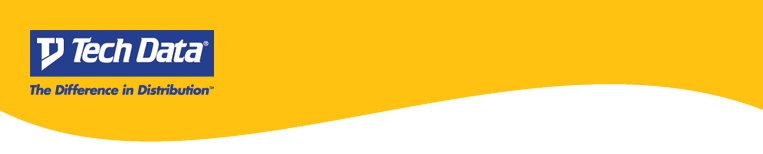 Tech Data®
The Difference in Distribution™